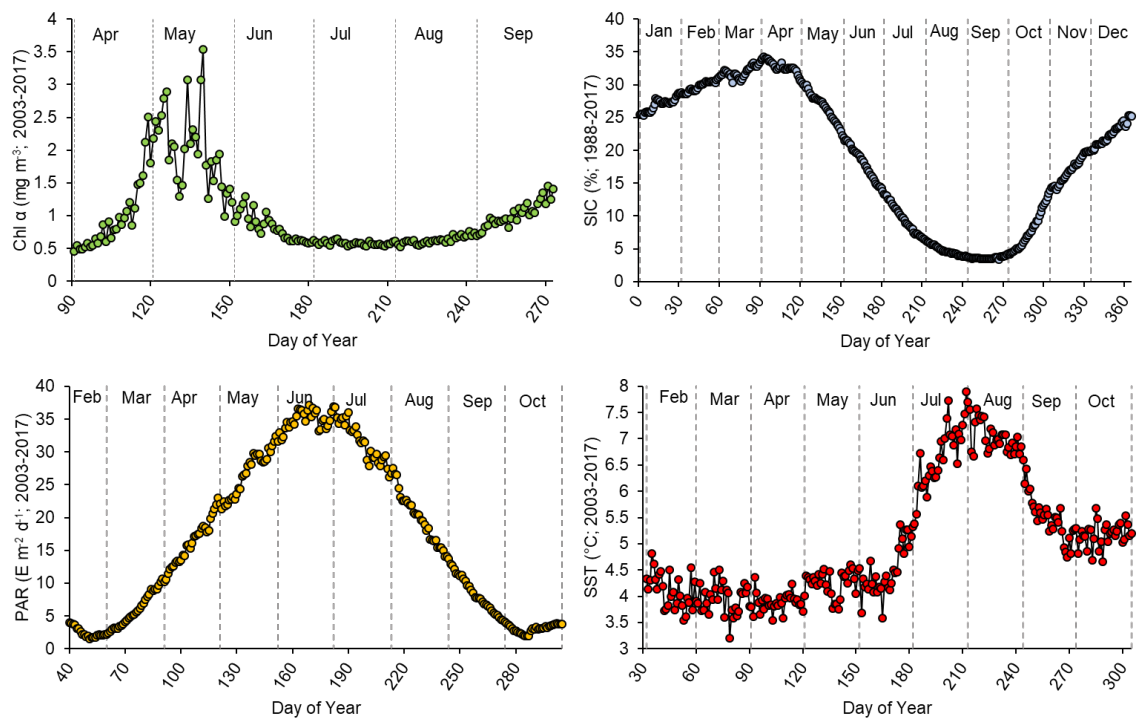 Chl α (mg m⁻³; 2003-2017)
4
3.5
3
2.5
2
1.5
1
0.5
0
Apr May Jun Jul Aug Sep
90 120 150 180 210 240 270
Day of Year
SIC (%; 1988-2017)
40
35
30
25
20
15
10
5
0
Jan Feb Mar Apr May Jun Jul Aug Sep Oct Nov Dec
0 30 60 90 120 150 180 210 240 270 300 330 360
Day of Year
PAR (E m⁻² d⁻¹; 2003-2017)
40
35
30
25
20
15
10
5
0
Feb Mar Apr May Jun Jul Aug Sep Oct
40 70 100 130 160 190 220 250 280
Day of Year
SST (°C; 2003-2017)
8
7.5
7
6.5
6
5.5
5
4.5
4
3.5
3
Feb Mar Apr May Jun Jul Aug Sep Oct
30 60 90 120 150 180 210 240 270 300
Day of Year